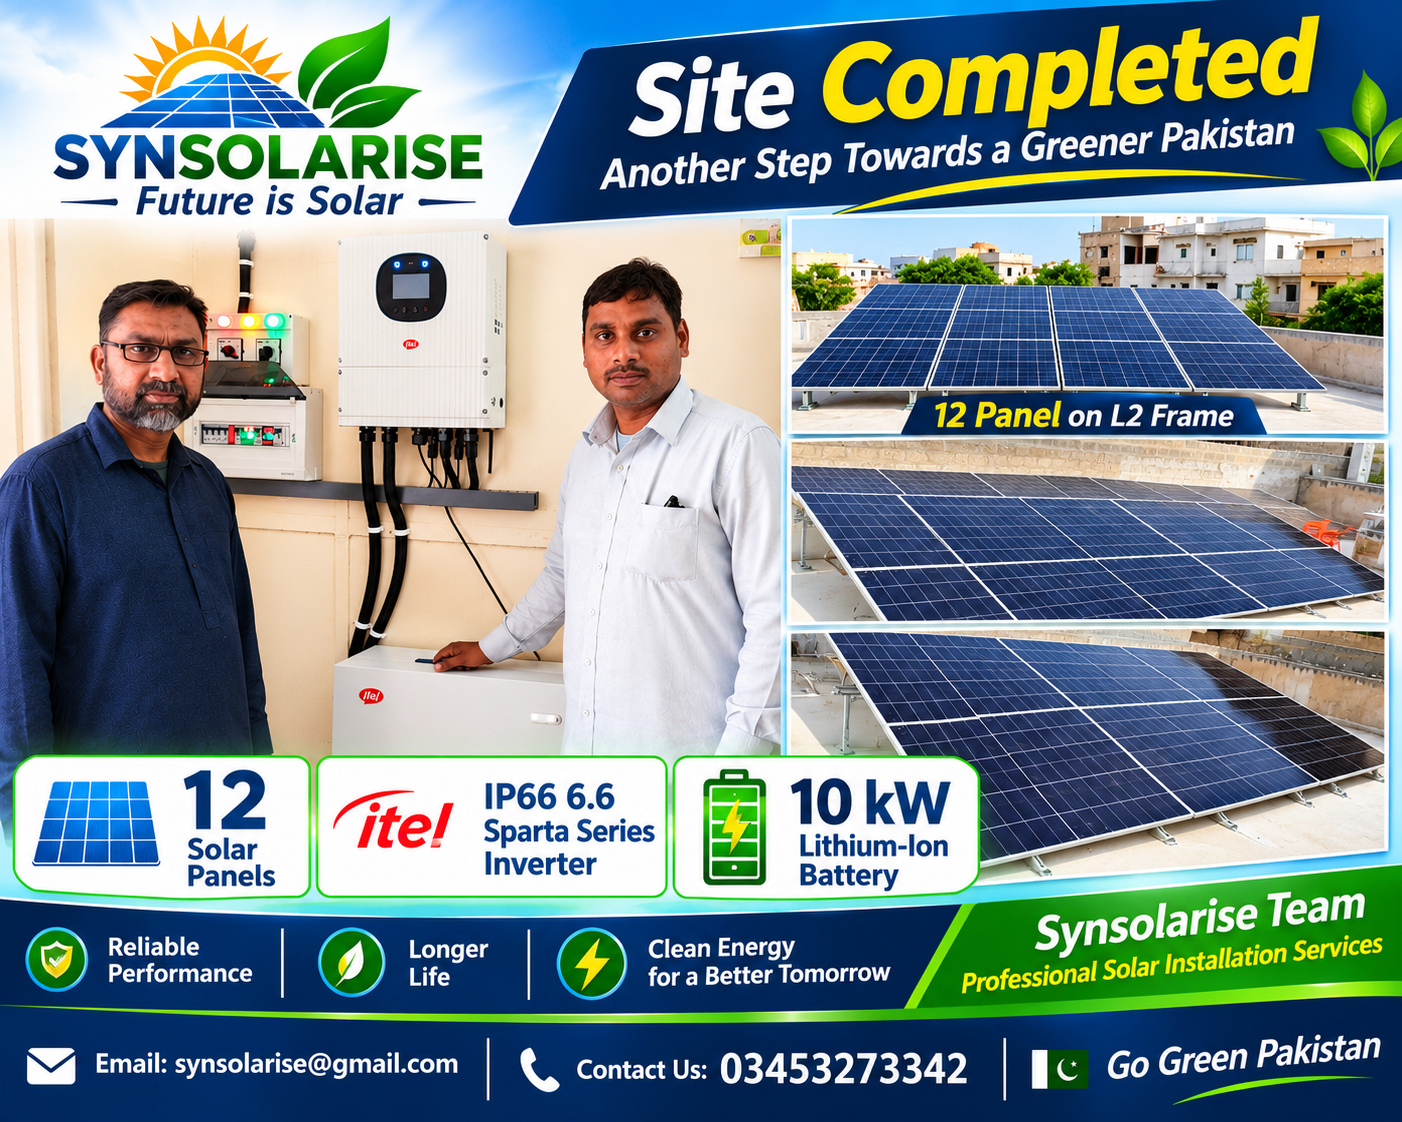 SYNSOLARISE
Future is Solar
Site Completed
Another Step Towards a Greener Pakistan
itel
itel
12 Panel on L2 Frame
12
Solar
Panels
itel
IP66 6.6
Sparta Series
Inverter
10 kW
Lithium-Ion
Battery
Synsolarise Team
Professional Solar Installation Services
Reliable
Performance
Longer
Life
Clean Energy
for a Better Tomorrow
Email: synsolarise@gmail.com
Contact Us: 03453273342
Go Green Pakistan